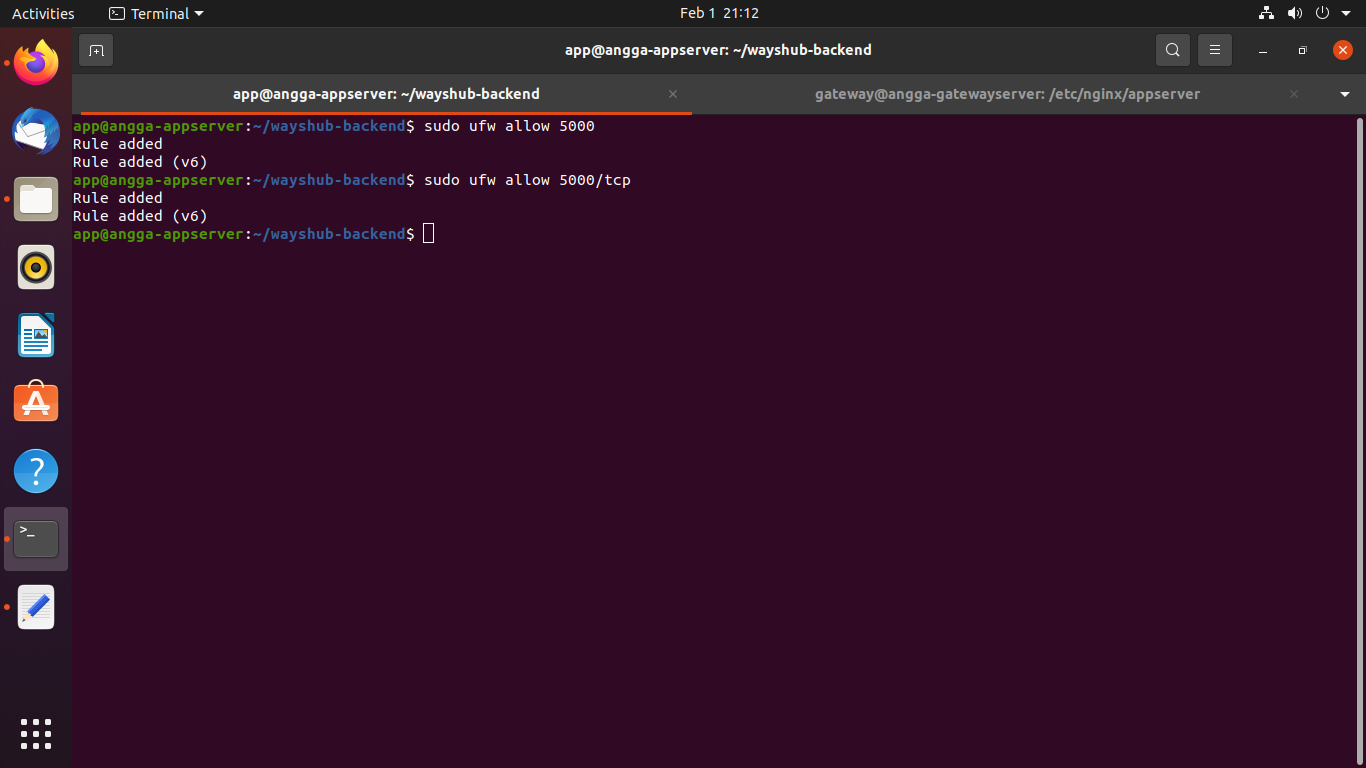 Activities
Terminal
Feb 1 21:12
app@angga-appserver: ~/wayshub-backend
app@angga-appserver: ~/wayshub-backend
gateway@angga-gatewayserver: /etc/nginx/appserver
app@angga-appserver:~/wayshub-backend$ sudo ufw allow 5000
Rule added
Rule added (v6)
app@angga-appserver:~/wayshub-backend$ sudo ufw allow 5000/tcp
Rule added
Rule added (v6)
app@angga-appserver:~/wayshub-backend$